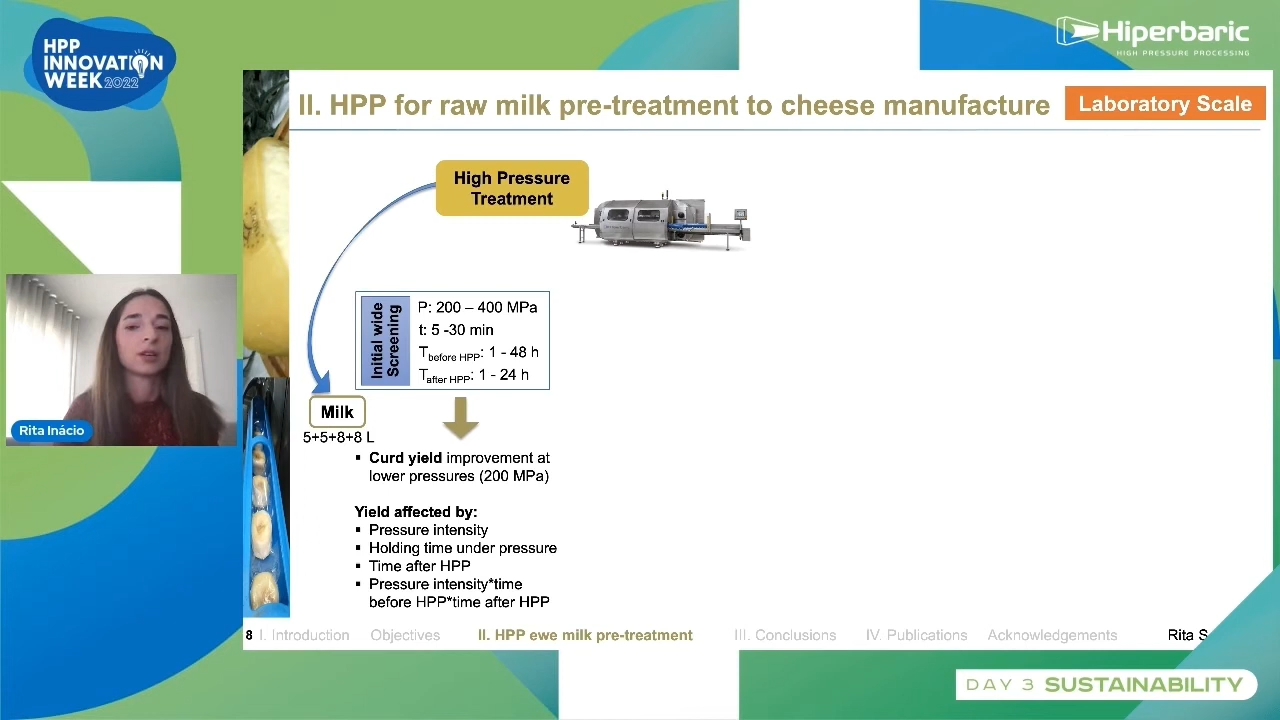 HPP
INNOVATION
WEEK 2022
Hiperbaric
HIGH PRESSURE PROCESSING
II. HPP for raw milk pre-treatment to cheese manufacture
Laboratory Scale
High Pressure
Treatment
Initial wide
Screening
P: 200 – 400 MPa
t: 5 -30 min
Tbefore HPP: 1 - 48 h
Tafter HPP: 1 - 24 h
Milk
5+5+8+8 L
▪ Curd yield improvement at
lower pressures (200 MPa)
Yield affected by:
▪ Pressure intensity
▪ Holding time under pressure
▪ Time after HPP
▪ Pressure intensity*time
before HPP*time after HPP
Rita Inácio
8 I. Introduction Objectives II. HPP ewe milk pre-treatment III. Conclusions IV. Publications Acknowledgements Rita S
DAY 3 SUSTAINABILITY